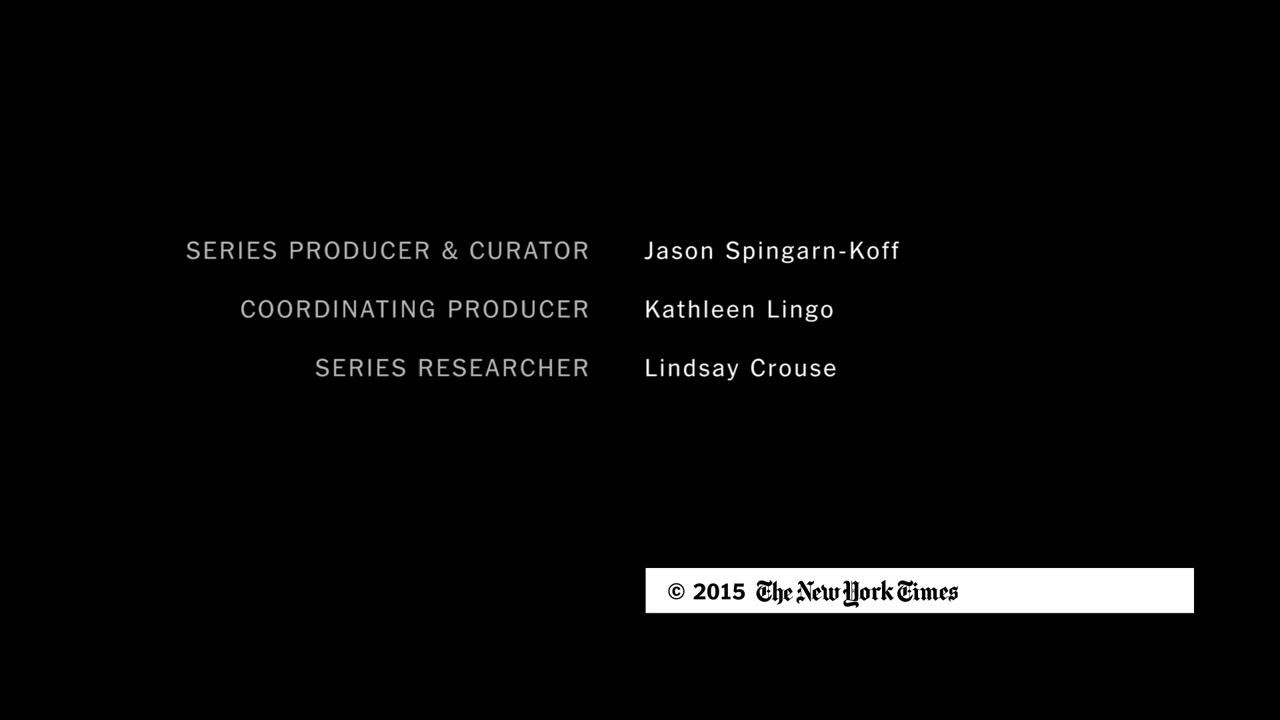 SERIES PRODUCER & CURATOR Jason Spingarn-Koff
COORDINATING PRODUCER Kathleen Lingo
SERIES RESEARCHER Lindsay Crouse
© 2015 The New York Times